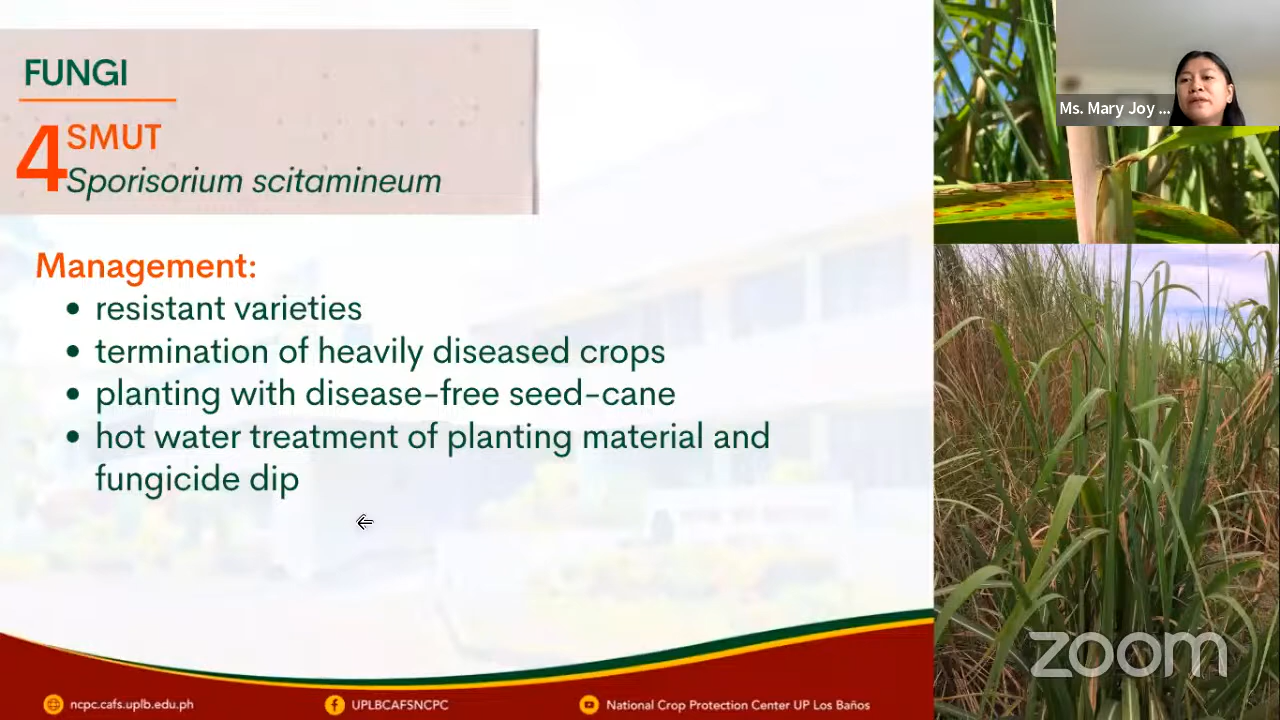 FUNGI
4 SMUT
Sporisorium scitamineum
Management:
• resistant varieties
• termination of heavily diseased crops
• planting with disease-free seed-cane
• hot water treatment of planting material and
fungicide dip
ncpc.cafs.uplb.edu.ph
UPLBCAFSNCPC
National Crop Protection Center UP Los Baños
Ms. Mary Joy ...
zoom